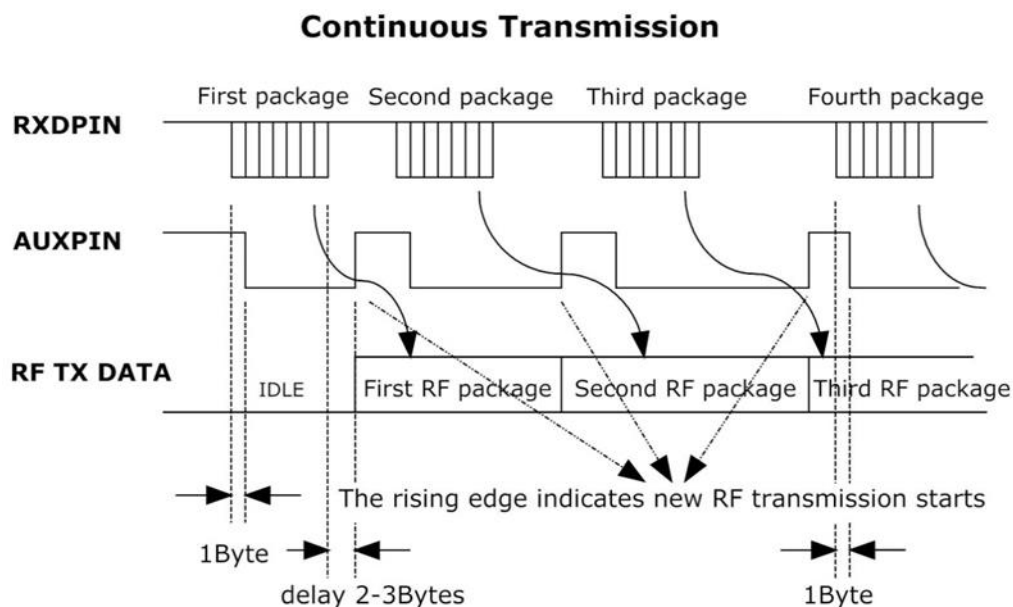 Continuous Transmission
First package
Second package
Third package
Fourth package
RXDPIN
AUXPIN
RF TX DATA
IDLE
First RF package
Second RF package
Third RF package
The rising edge indicates new RF transmission starts
1Byte
delay 2-3Bytes
1Byte